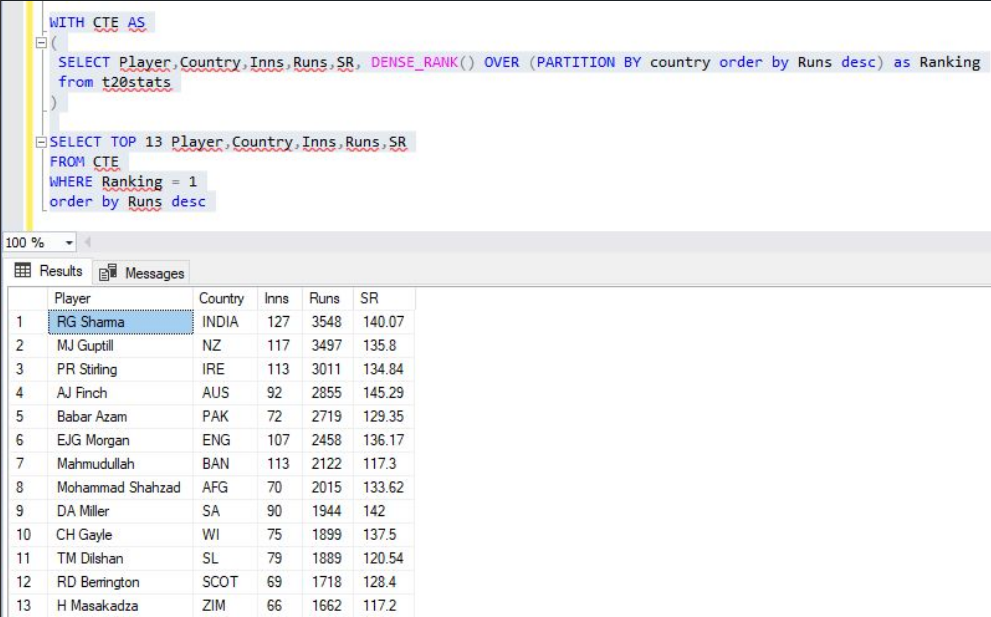 WITH CTE AS
(
SELECT Player,Country,Inns,Runs,SR, DENSE_RANK() OVER (PARTITION BY country order by Runs desc) as Ranking
from t20stats
)
SELECT TOP 13 Player,Country,Inns,Runs,SR
FROM CTE
WHERE Ranking = 1
order by Runs desc
100 %
Results Messages
Player Country Inns Runs SR
1 RG Sharma INDIA 127 3548 140.07
2 MJ Guptill NZ 117 3497 135.8
3 PR Stirling IRE 113 3011 134.84
4 AJ Finch AUS 92 2855 145.29
5 Babar Azam PAK 72 2719 129.35
6 EJG Morgan ENG 107 2458 136.17
7 Mahmudullah BAN 113 2122 117.3
8 Mohammad Shahzad AFG 70 2015 133.62
9 DA Miller SA 90 1944 142
10 CH Gayle WI 75 1899 137.5
11 TM Dilshan SL 79 1889 120.54
12 RD Berrington SCOT 69 1718 128.4
13 H Masakadza ZIM 66 1662 117.2